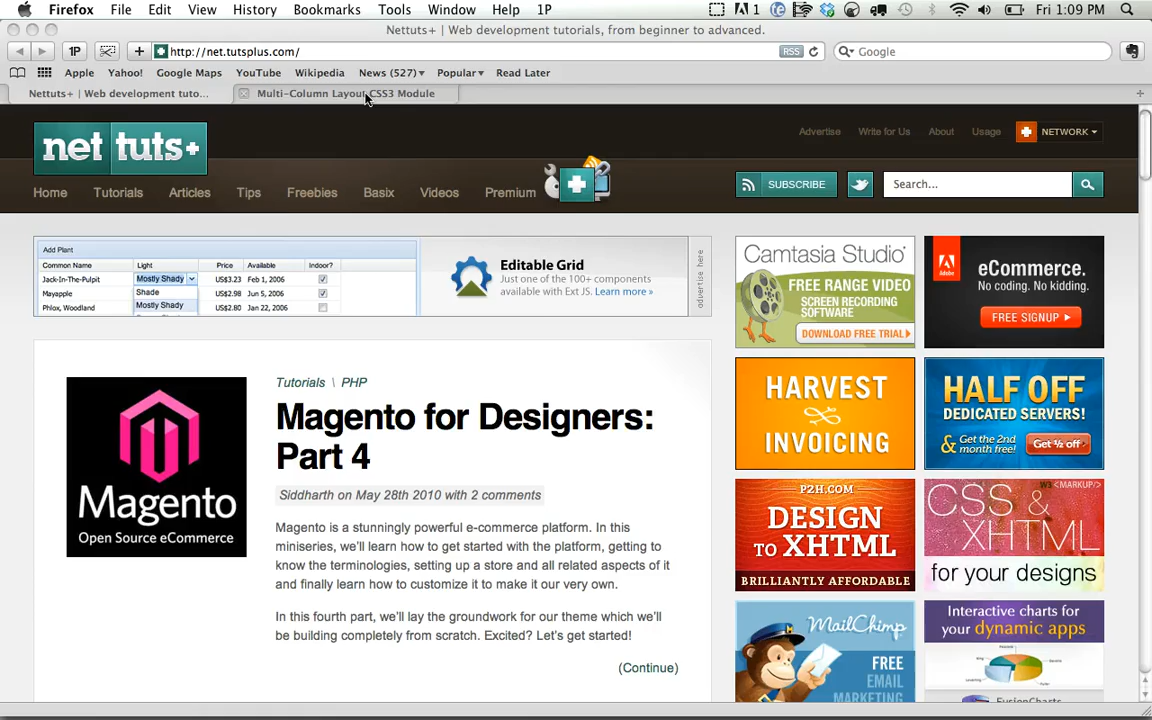 Firefox File Edit View History Bookmarks Tools Window Help 1P
1 Fri 1:09 PM
Nettuts+ | Web development tutorials, from beginner to advanced.
1P http://net.tutsplus.com/ RSS Google
Apple Yahoo! Google Maps YouTube Wikipedia News (527) Popular Read Later
Nettuts+ | Web development tuto... Multi-Column Layout CSS3 Module
net tuts+
Advertise Write for Us About Usage NETWORK
Home Tutorials Articles Tips Freebies Basix Videos Premium
SUBSCRIBE Search...
Add Plant
Common Name Light Price Available Indoor?
Jack-In-The-Pulpit Mostly Shady US$3.23 Feb 1, 2006
Mayapple Shade US$2.98 Jun 5, 2006
Phlox, Woodland Mostly Shady US$2.80 Jan 22, 2006
Editable Grid
Just one of the 100+ components
available with Ext JS. Learn more »
advertise here
Camtasia Studio
FREE RANGE VIDEO
SCREEN RECORDING
SOFTWARE
DOWNLOAD FREE TRIAL
Adobe
eCommerce.
No coding. No kidding.
FREE SIGNUP
Tutorials \ PHP
Magento for Designers:
Part 4
Siddharth on May 28th 2010 with 2 comments
Magento is a stunningly powerful e-commerce platform. In this
miniseries, we'll learn how to get started with the platform, getting to
know the terminologies, setting up a store and all related aspects of it
and finally learn how to customize it to make it our very own.
In this fourth part, we'll lay the groundwork for our theme which we'll
be building completely from scratch. Excited? Let's get started!
(Continue)
Magento
Open Source eCommerce
HARVEST
INVOICING
HALF OFF
DEDICATED SERVERS!
& Get the 2nd
month free!
Get ½ off
P2H.COM
DESIGN
TO XHTML
BRILLIANTLY AFFORDABLE
W3 <MARKUP/>
CSS &
XHTML
for your designs
MailChimp
FREE
EMAIL
MARKETING
Interactive charts for
your dynamic apps
FusionCharts